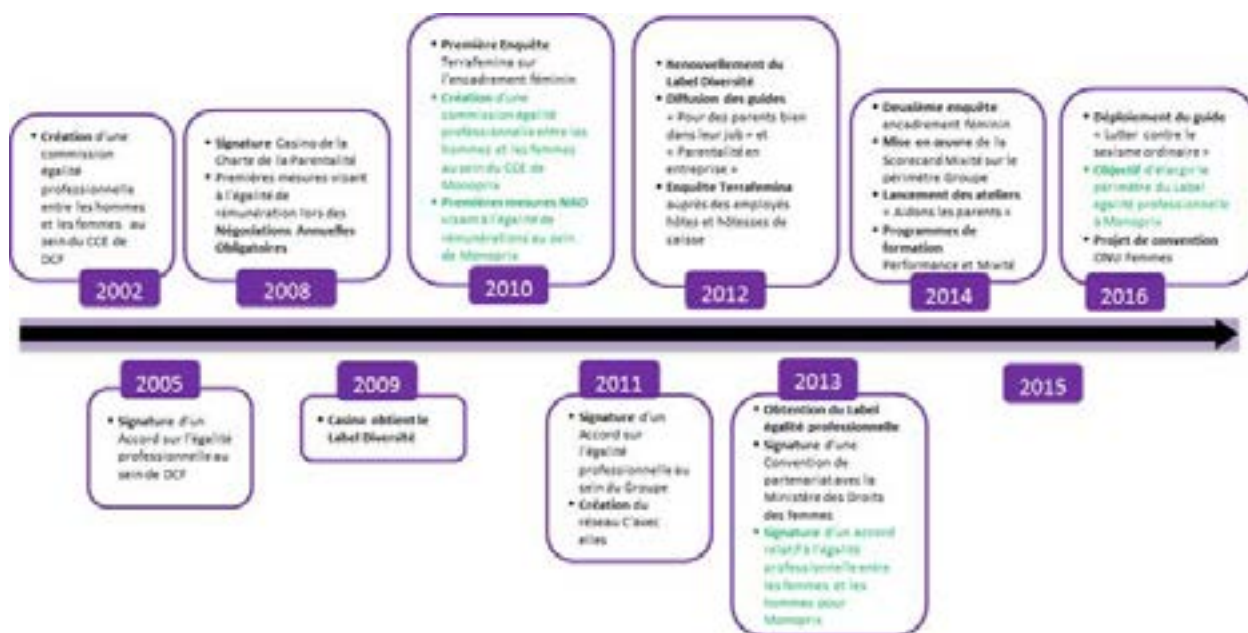 • Création d'une
commission
égalité
professionnelle
entre les hommes
et les femmes au
sein du CCE de
DCF
2002
• Signature Casino de
la Charte de la Parentalité
• Premières mesures visant
à l'égalité de
rémunération lors des
Négociations Annuelles
Obligatoires
2008
• Première Enquête
Terrafemina sur
l'encadrement féminin
• Création d'une
commission égalité
professionnelle entre les
hommes et les femmes
au sein du CCE de
Monoprix
• Premières mesures NAO
visant à l'égalité de
rémunérations au sein
de Monoprix
2010
• Renouvellement du
Label Diversité
• Diffusion des guides
« Pour des parents bien
dans leur job » et
« Parentalité en
entreprise »
• Enquête Terrafemina
auprès des employés
hôtes et hôtesses de
caisse
2012
• Deuxième enquête
encadrement féminin
• Mise en œuvre de la
Scorecard Mixité sur le
périmètre Groupe
• Lancement des ateliers
« Aidons les parents »
• Programmes de
formation
Performance et Mixité
2014
• Déploiement du guide
« Lutter contre le
sexisme ordinaire »
• Objectif d'élargir le
périmètre du Label
égalité professionnelle
à Monoprix
• Projet de convention
ONU Femmes
2016
2005
• Signature d'un
Accord sur l'égalité
professionnelle au
sein de DCF
2009
• Casino obtient le
Label Diversité
2011
• Signature d'un
Accord sur
l'égalité
professionnelle au
sein du Groupe
• Création du
réseau C'avec
elles
2013
• Obtention du Label
égalité professionnelle
• Signature d'une
Convention de
partenariat avec la
Ministère des Droits
des femmes
• Signature d'un accord
relatif à l'égalité
professionnelle entre
les femmes et les
hommes pour
Monoprix
2015